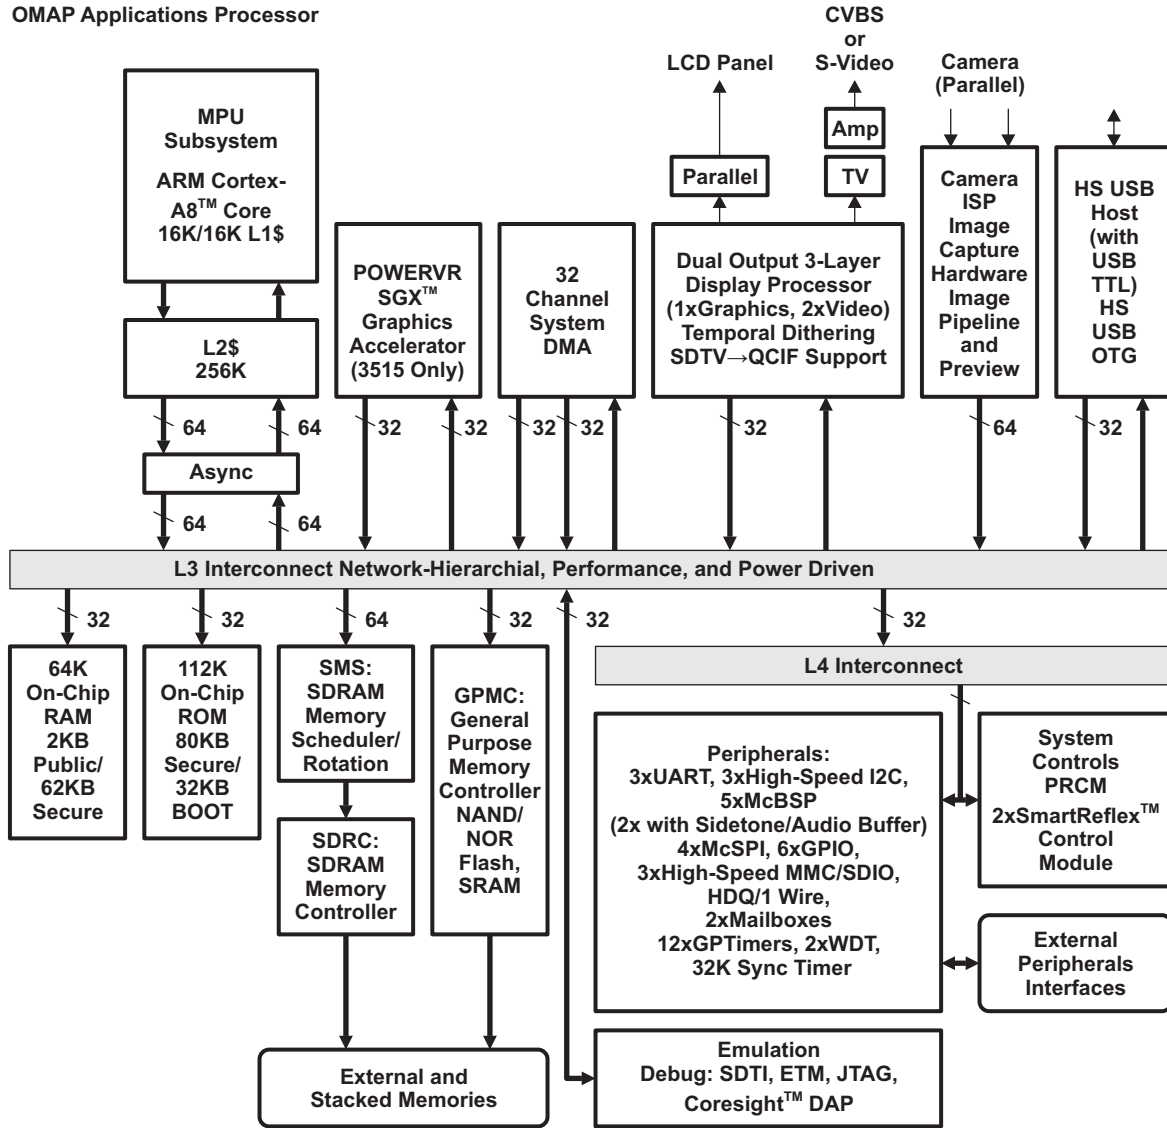 OMAP Applications Processor
CVBS
or
S-Video
LCD Panel
Camera
(Parallel)
Amp
Parallel
TV
MPU
Subsystem
ARM Cortex-
A8™ Core
16K/16K L1$
L2$
256K
64
64
Async
64
64
POWERVR
SGX™
Graphics
Accelerator
(3515 Only)
32
32
32
Channel
System
DMA
32
32
Dual Output 3-Layer
Display Processor
(1xGraphics, 2xVideo)
Temporal Dithering
SDTV→QCIF Support
32
Camera
ISP
Image
Capture
Hardware
Image
Pipeline
and
Preview
64
HS USB
Host
(with
USB
TTL)
HS
USB
OTG
32
L3 Interconnect Network-Hierarchial, Performance, and Power Driven
32
32
64
32
32
32
64K
On-Chip
RAM
2KB
Public/
62KB
Secure
112K
On-Chip
ROM
80KB
Secure/
32KB
BOOT
SMS:
SDRAM
Memory
Scheduler/
Rotation
SDRC:
SDRAM
Memory
Controller
GPMC:
General
Purpose
Memory
Controller
NAND/
NOR
Flash,
SRAM
External and
Stacked Memories
L4 Interconnect
Peripherals:
3xUART, 3xHigh-Speed I2C,
5xMcBSP
(2x with Sidetone/Audio Buffer)
4xMcSPI, 6xGPIO,
3xHigh-Speed MMC/SDIO,
HDQ/1 Wire,
2xMailboxes
12xGPTimers, 2xWDT,
32K Sync Timer
System
Controls
PRCM
2xSmartReflex™
Control
Module
External
Peripherals
Interfaces
Emulation
Debug: SDTI, ETM, JTAG,
Coresight™ DAP